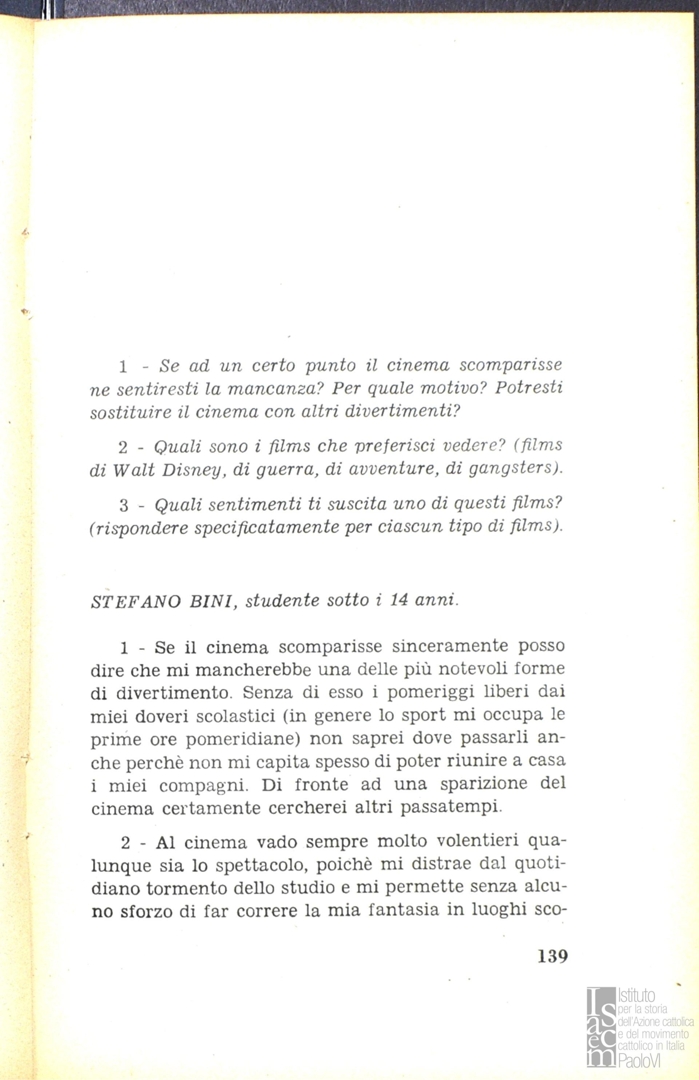 1 - Se ad un certo punto il cinema scomparisse
ne sentiresti la mancanza? Per quale motivo? Potresti
sostituire il cinema con altri divertimenti?
2 - Quali sono i films che preferisci vedere? (films
di Walt Disney, di guerra, di avventure, di gangsters).
3 - Quali sentimenti ti suscita uno di questi films?
(rispondere specificatamente per ciascun tipo di films).
STEFANO BINI, studente sotto i 14 anni.
1 - Se il cinema scomparisse sinceramente posso
dire che mi mancherebbe una delle più notevoli forme
di divertimento. Senza di esso i pomeriggi liberi dai
miei doveri scolastici (in genere lo sport mi occupa le
prime ore pomeridiane) non saprei dove passarli an-
che perchè non mi capita spesso di poter riunire a casa
i miei compagni. Di fronte ad una sparizione del
cinema certamente cercherei altri passatempi.
2 - Al cinema vado sempre molto volentieri qua-
lunque sia lo spettacolo, poichè mi distrae dal quoti-
diano tormento dello studio e mi permette senza alcu-
no sforzo di far correre la mia fantasia in luoghi sco-
139
Isacem
Istituto
per la storia
dell'Azione cattolica
e del movimento
cattolico in Italia
PaoloVI